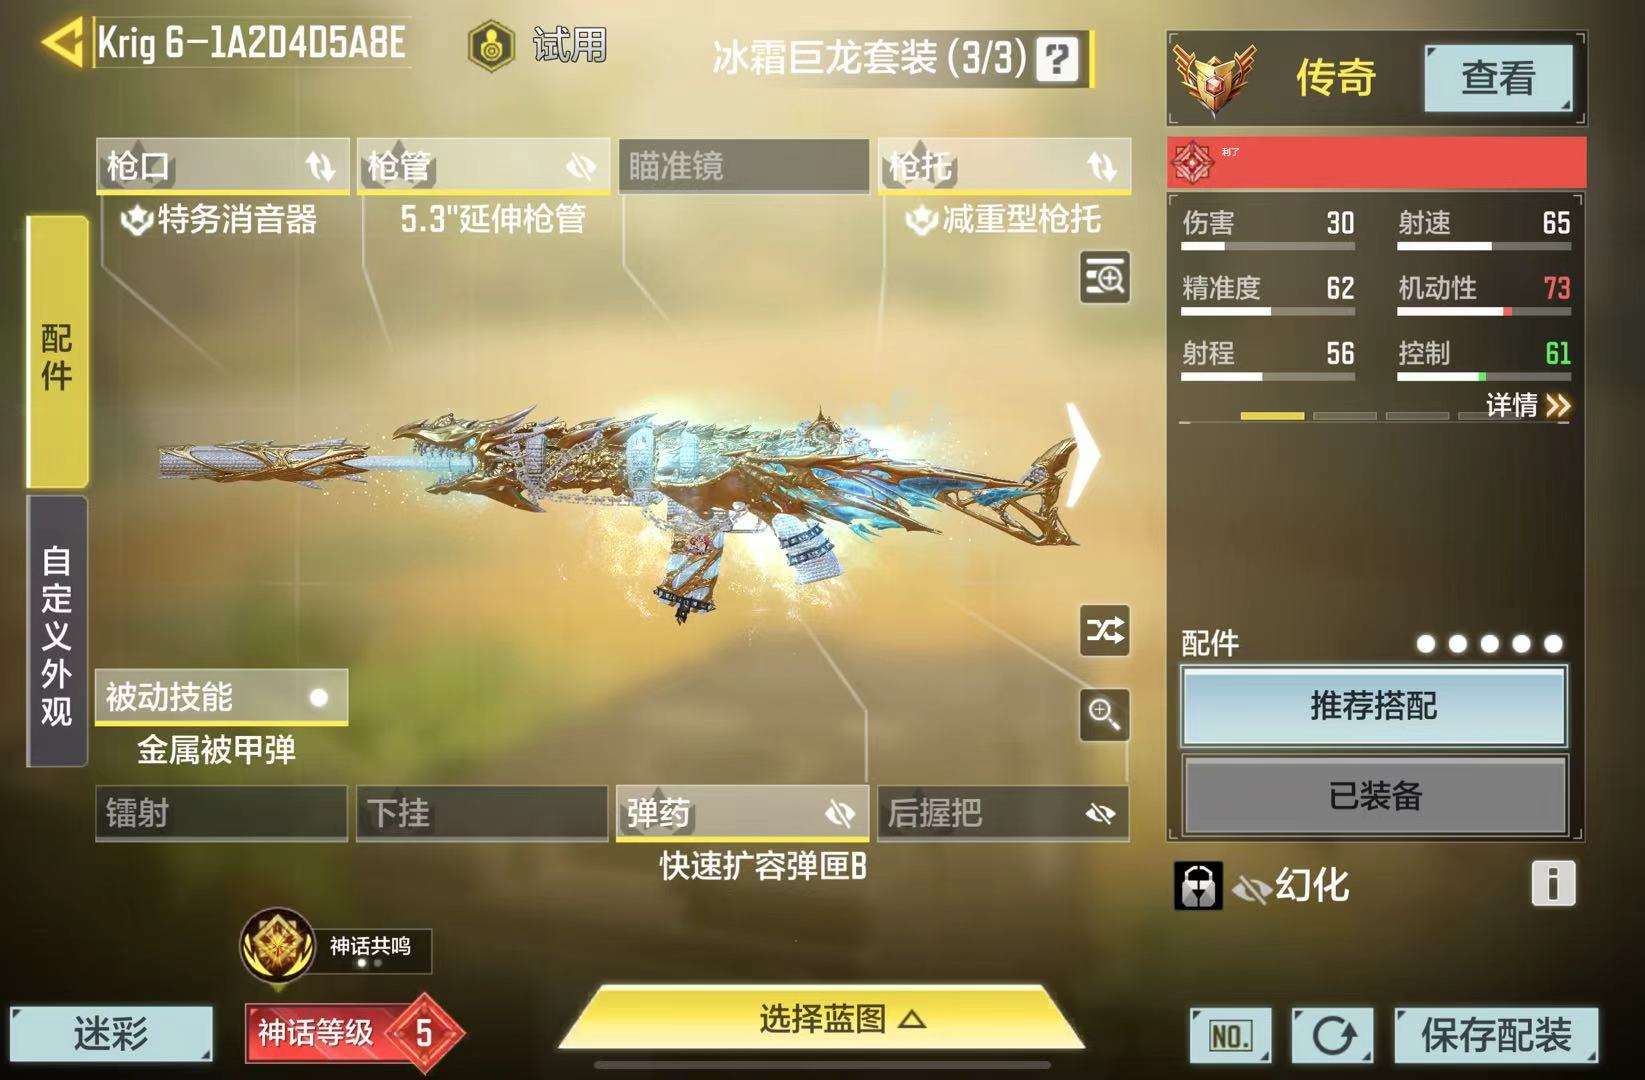 Krig 6-1A2D4D5A8E
试用
冰霜巨龙套装(3/3)
?
传奇
查看
枪口
枪管
瞄准镜
枪托
特务消音器
5.3"延伸枪管
减重型枪托
利了
伤害 30
射速 65
精准度 62
机动性 73
射程 56
控制 61
详情
配件
自定义外观
被动技能
金属被甲弹
镭射
下挂
弹药
后握把
快速扩容弹匣B
配件
推荐搭配
已装备
幻化
i
神话共鸣
迷彩
神话等级 5
选择蓝图
NO.
保存配装